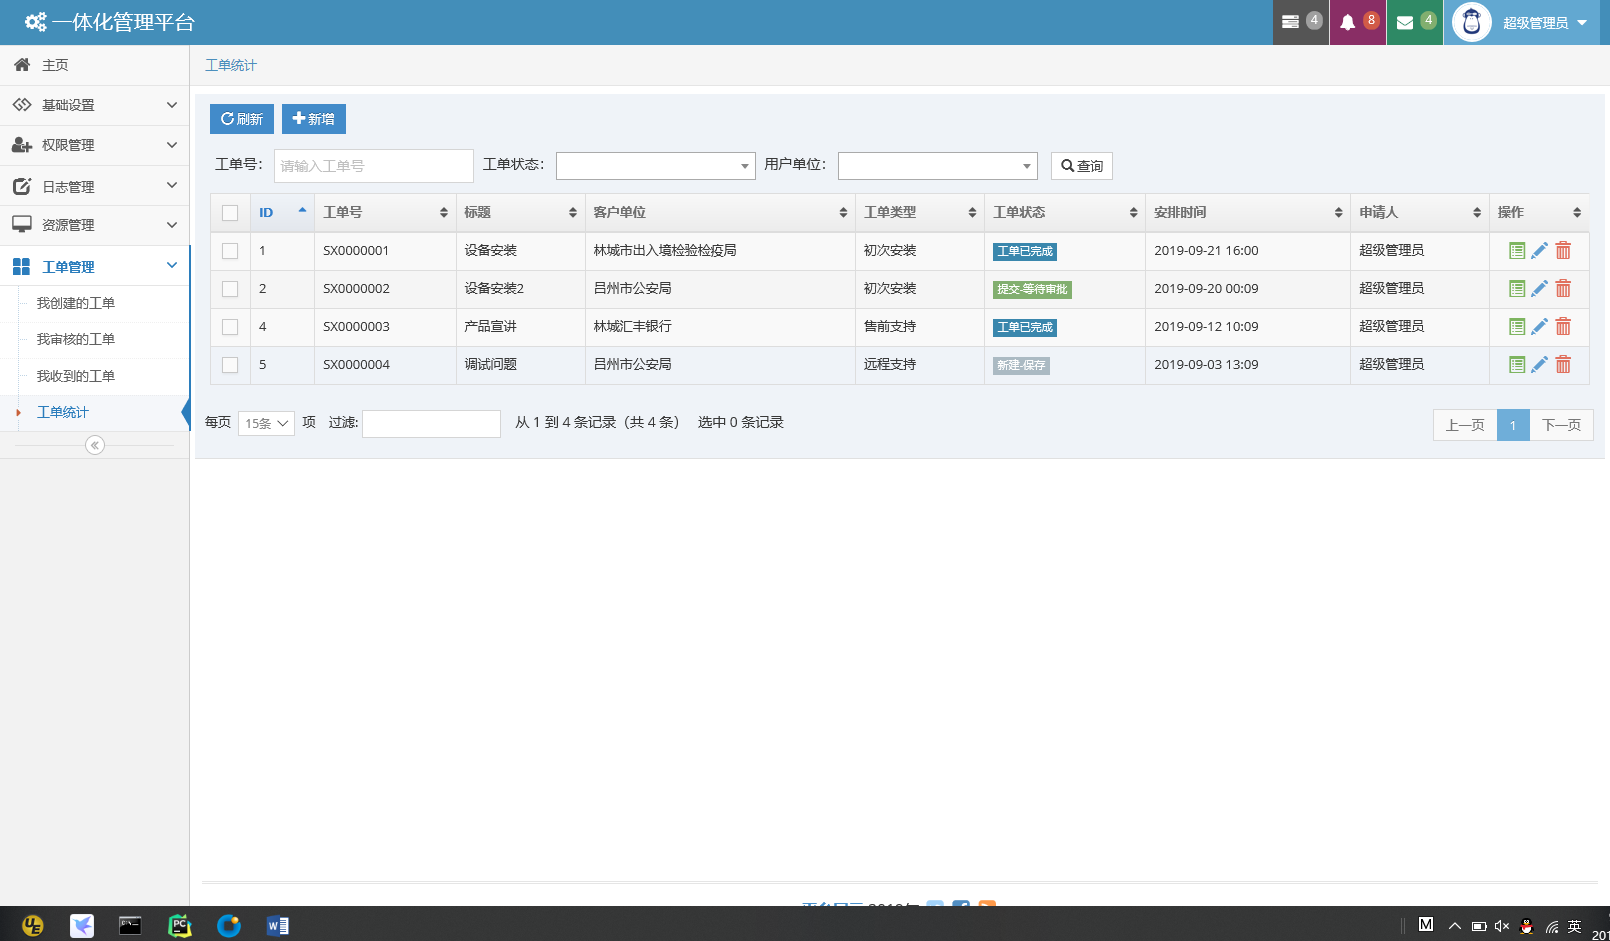 一体化管理平台
4
8
4
超级管理员
主页
基础设置
权限管理
日志管理
资源管理
工单管理
我创建的工单
我审核的工单
我收到的工单
工单统计
工单统计
刷新 新增
工单号: 请输入工单号 工单状态: 用户单位: 查询
ID 工单号 标题 客户单位 工单类型 工单状态 安排时间 申请人 操作
1 SX0000001 设备安装 林城市出入境检验检疫局 初次安装 工单已完成 2019-09-21 16:00 超级管理员
2 SX0000002 设备安装2 吕州市公安局 初次安装 提交-等待审批 2019-09-20 00:09 超级管理员
4 SX0000003 产品宣讲 林城汇丰银行 售前支持 工单已完成 2019-09-12 10:09 超级管理员
5 SX0000004 调试问题 吕州市公安局 远程支持 新建-保存 2019-09-03 13:09 超级管理员
每页 15条 项 过滤: 从 1 到 4 条记录（共 4 条） 选中 0 条记录
上一页 1 下一页
UE PC W M 英